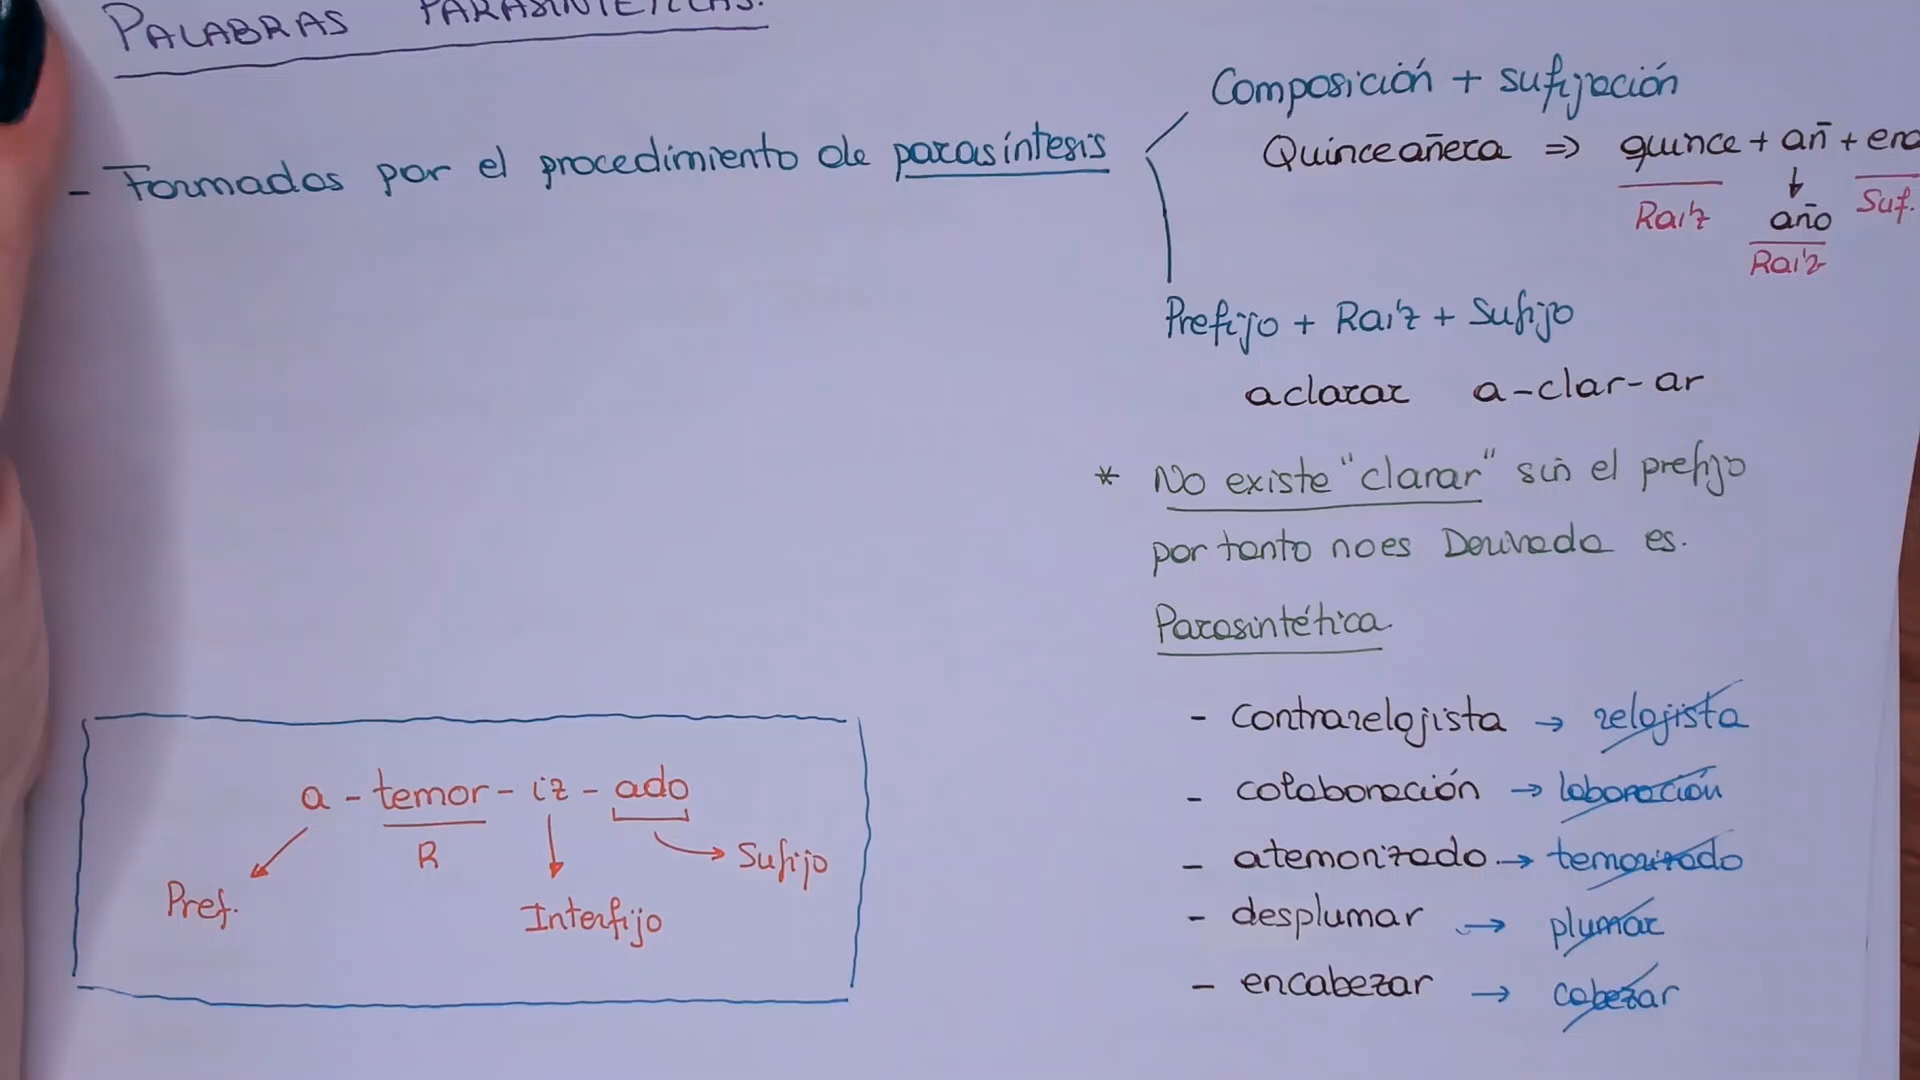 PALABRAS PARASINTÉTICAS.
- Formados por el procedimiento de parasíntesis
Composición + sufijación
Quinceañera ⇒ quince + añ + era
Raíz
año
Suf.
Raíz
Prefijo + Raíz + Sufijo
aclarar a-clar-ar
* No existe "clarar" sin el prefijo
por tanto no es Derivada es.
Parasintética.
- contrarelojista → relojista
- colaboración → laboración
- atemorizado → temorizado
- desplumar → plumar
- encabezar → cabezar
a - temor - iz - ado
R
Sufijo
Pref.
Interfijo